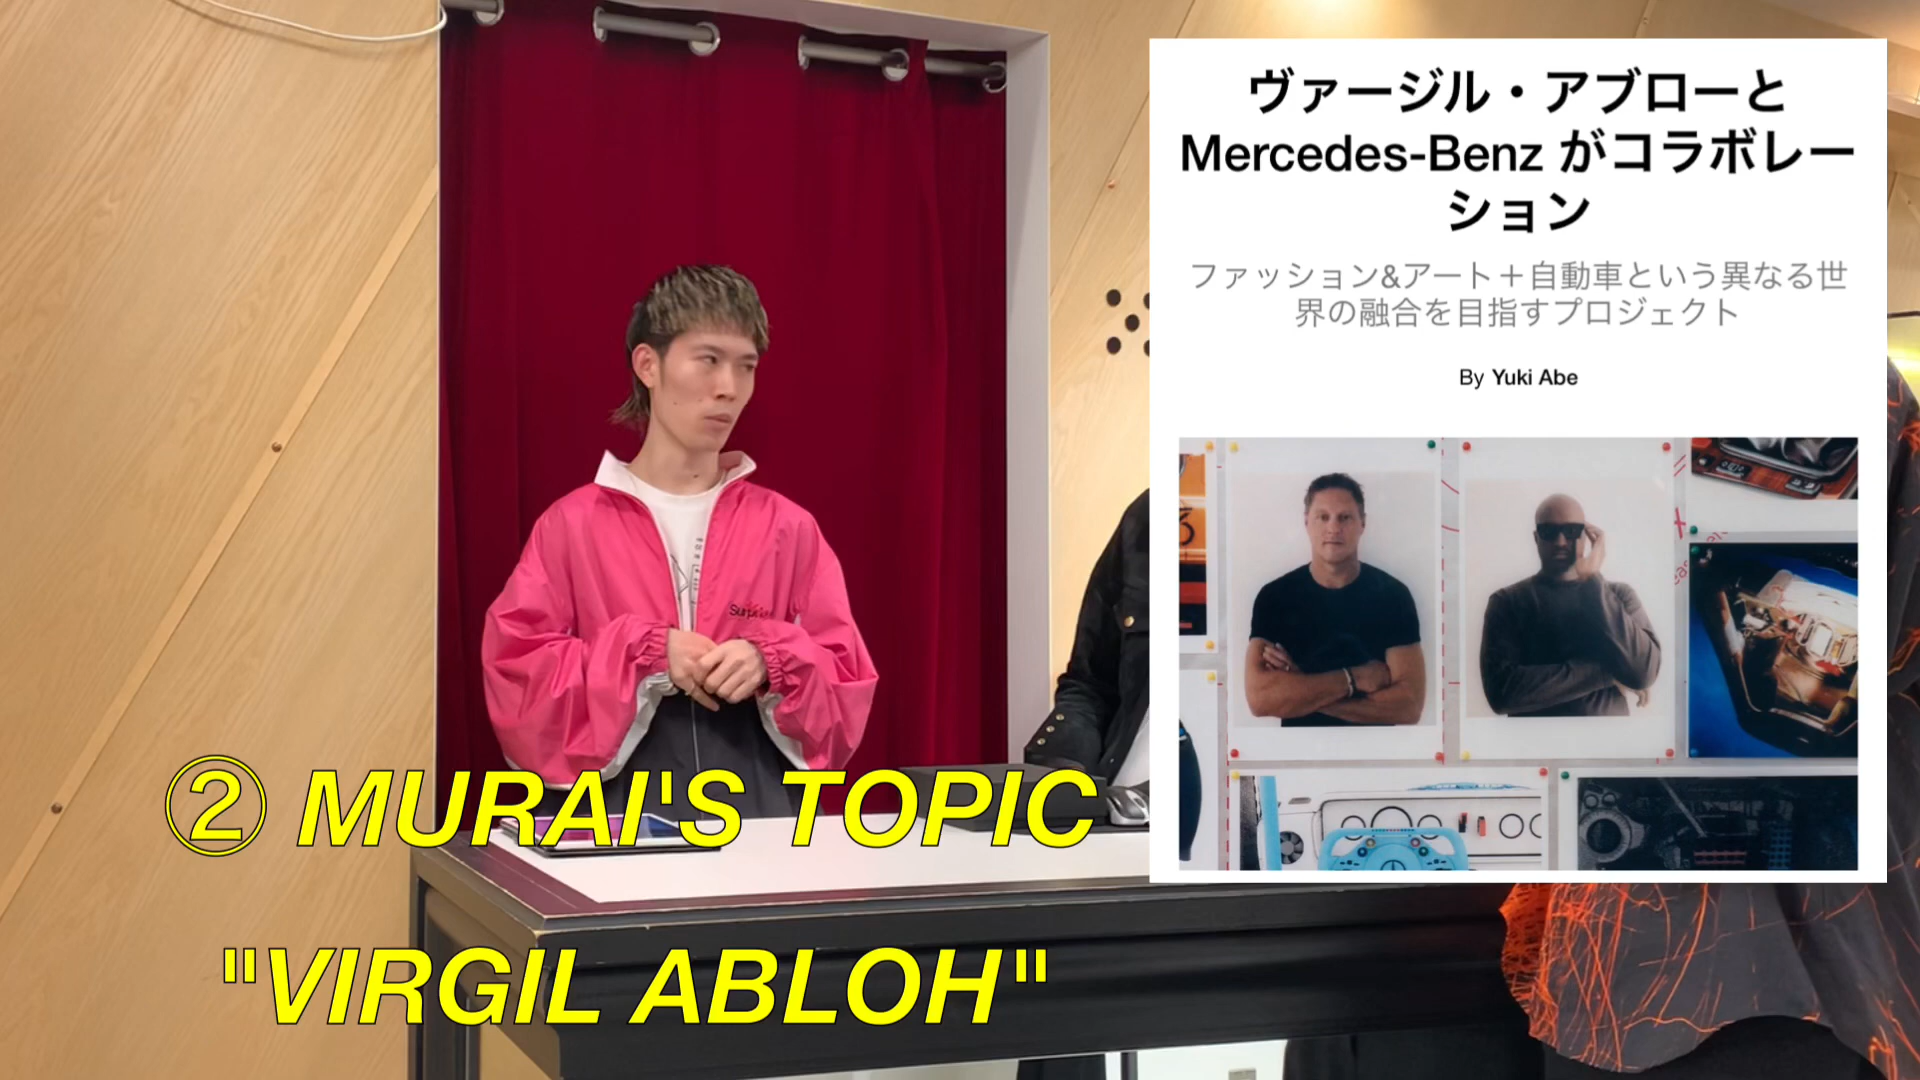 ヴァージル・アブローと
Mercedes-Benz がコラボレー
ション
ファッション&アート＋自動車という異なる世
界の融合を目指すプロジェクト
By Yuki Abe
② MURAI'S TOPIC
"VIRGIL ABLOH"